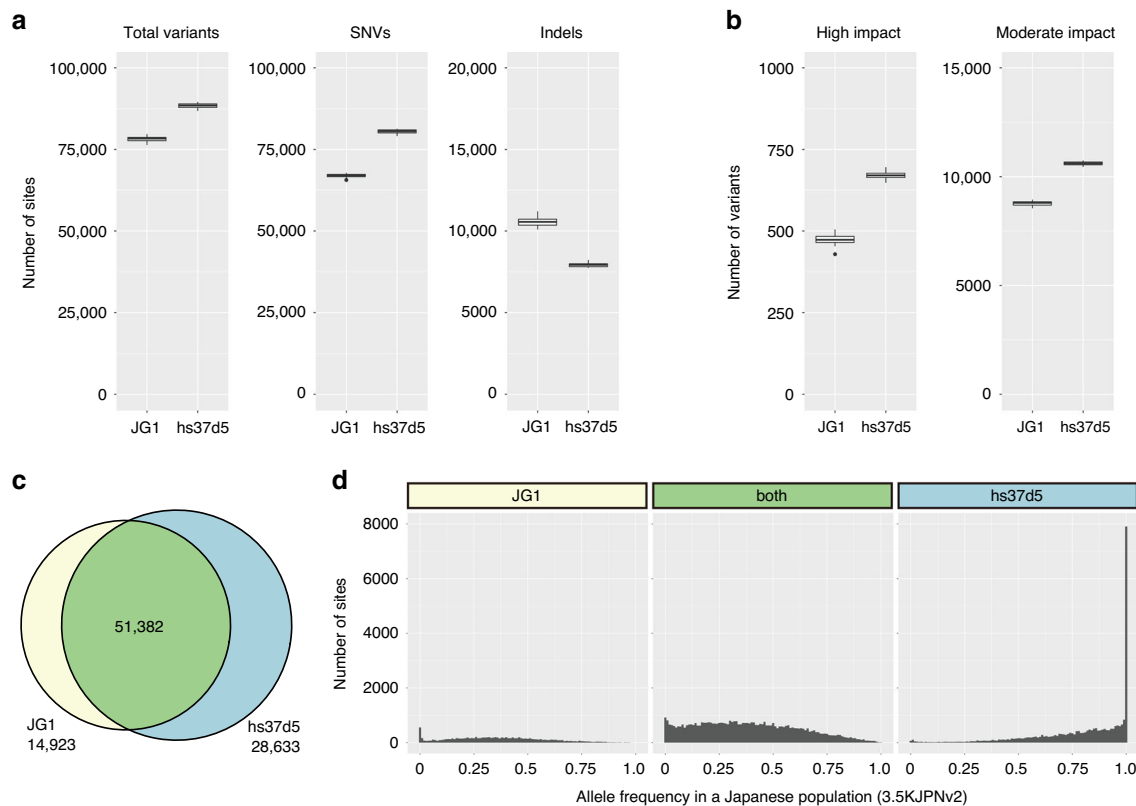 a
Total variants
SNVs
Indels
100,000
75,000
50,000
25,000
0
Number of sites
JG1
hs37d5
100,000
75,000
50,000
25,000
0
JG1
hs37d5
20,000
15,000
10,000
5000
0
JG1
hs37d5
b
High impact
Moderate impact
1000
750
500
250
0
Number of variants
JG1
hs37d5
15,000
10,000
5000
0
JG1
hs37d5
c
51,382
JG1
14,923
hs37d5
28,633
d
JG1
both
hs37d5
8000
6000
4000
2000
0
Number of sites
0 0.25 0.5 0.75 1.0
0 0.25 0.5 0.75 1.0
0 0.25 0.5 0.75 1.0
Allele frequency in a Japanese population (3.5KJPNv2)